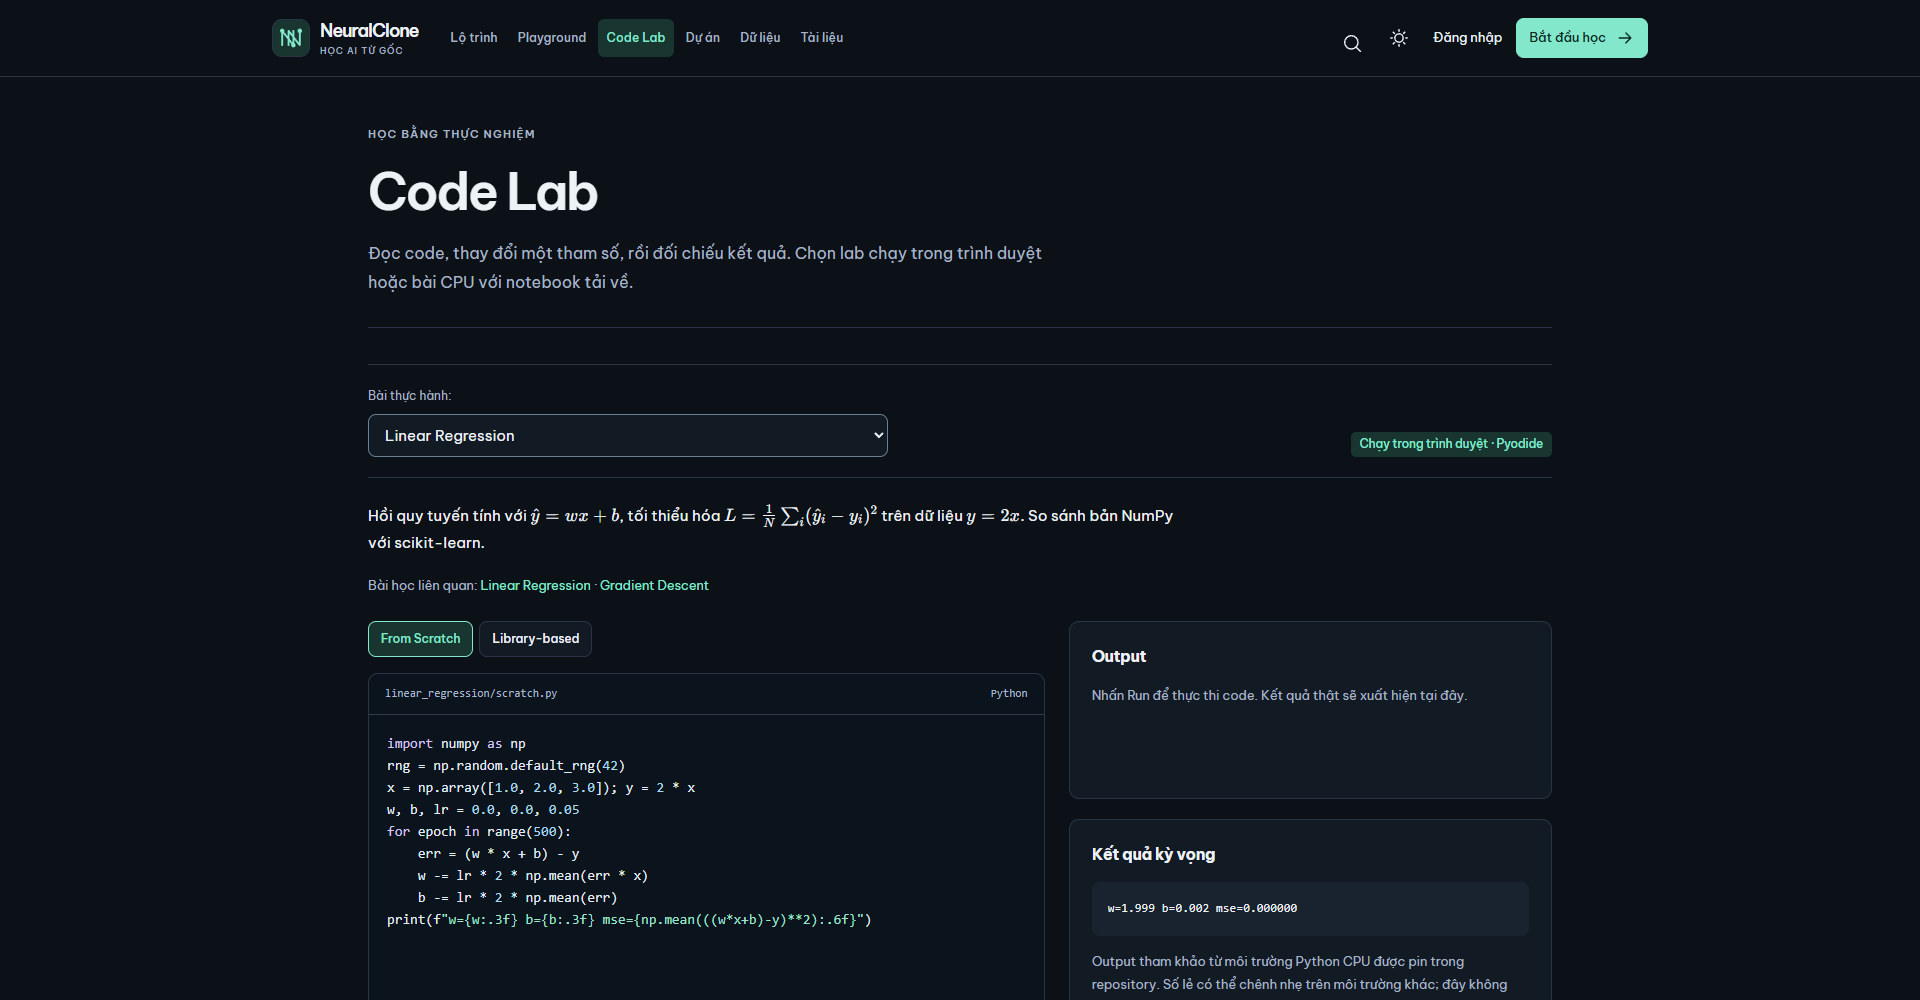 NeuralClone
HỌC AI TỪ GỐC
Lộ trình
Playground
Code Lab
Dự án
Dữ liệu
Tài liệu
Đăng nhập
Bắt đầu học
HỌC BẰNG THỰC NGHIỆM
Code Lab
Đọc code, thay đổi một tham số, rồi đối chiếu kết quả. Chọn lab chạy trong trình duyệt
hoặc bài CPU với notebook tải về.
Bài thực hành:
Linear Regression
Chạy trong trình duyệt · Pyodide
Hồi quy tuyến tính với ŷ = wx + b, tối thiểu hóa L = 1/N ∑ᵢ(ŷᵢ − yᵢ)² trên dữ liệu y = 2x. So sánh bản NumPy
với scikit-learn.
Bài học liên quan: Linear Regression · Gradient Descent
From Scratch
Library-based
linear_regression/scratch.py
Python
import numpy as np
rng = np.random.default_rng(42)
x = np.array([1.0, 2.0, 3.0]); y = 2 * x
w, b, lr = 0.0, 0.0, 0.05
for epoch in range(500):
    err = (w * x + b) - y
    w -= lr * 2 * np.mean(err * x)
    b -= lr * 2 * np.mean(err)
print(f"w={w:.3f} b={b:.3f} mse={np.mean(((w*x+b)-y)**2):.6f}")
Output
Nhấn Run để thực thi code. Kết quả thật sẽ xuất hiện tại đây.
Kết quả kỳ vọng
w=1.999 b=0.002 mse=0.000000
Output tham khảo từ môi trường Python CPU được pin trong
repository. Số lẻ có thể chênh nhẹ trên môi trường khác; đây không